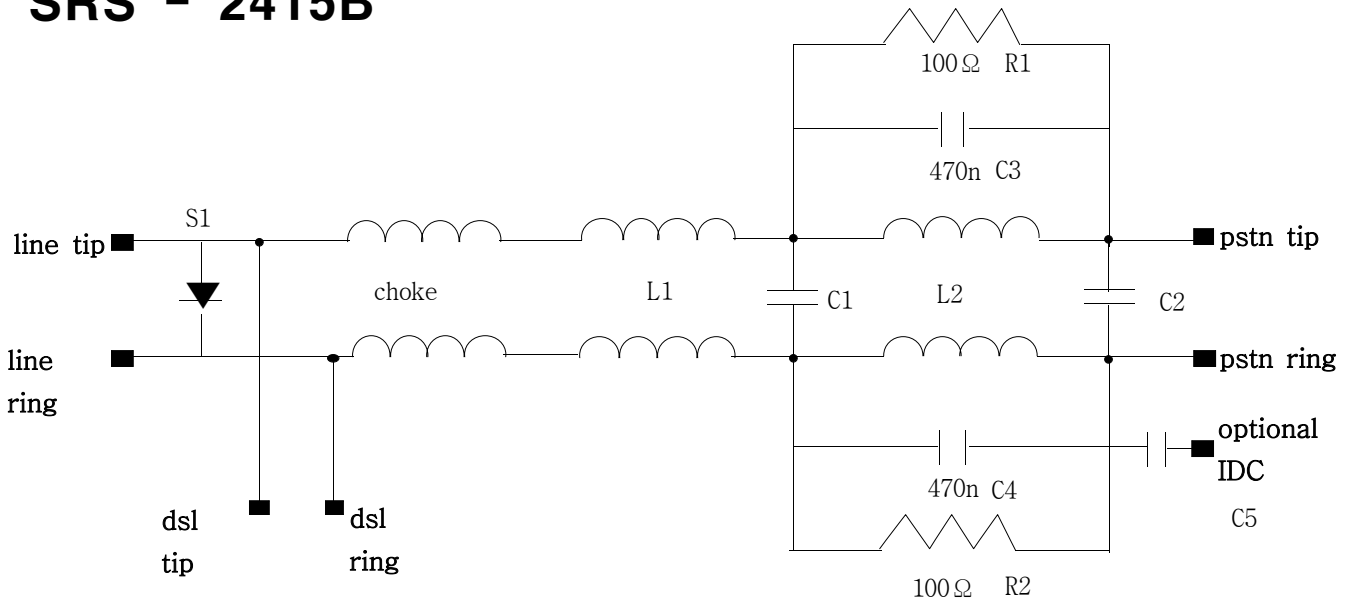 SRS - 2415B
100Ω R1
470n C3
S1
line tip
pstn tip
choke
L1
C1
L2
C2
line
ring
pstn ring
optional
IDC
C5
470n C4
dsl
tip
dsl
ring
100Ω R2